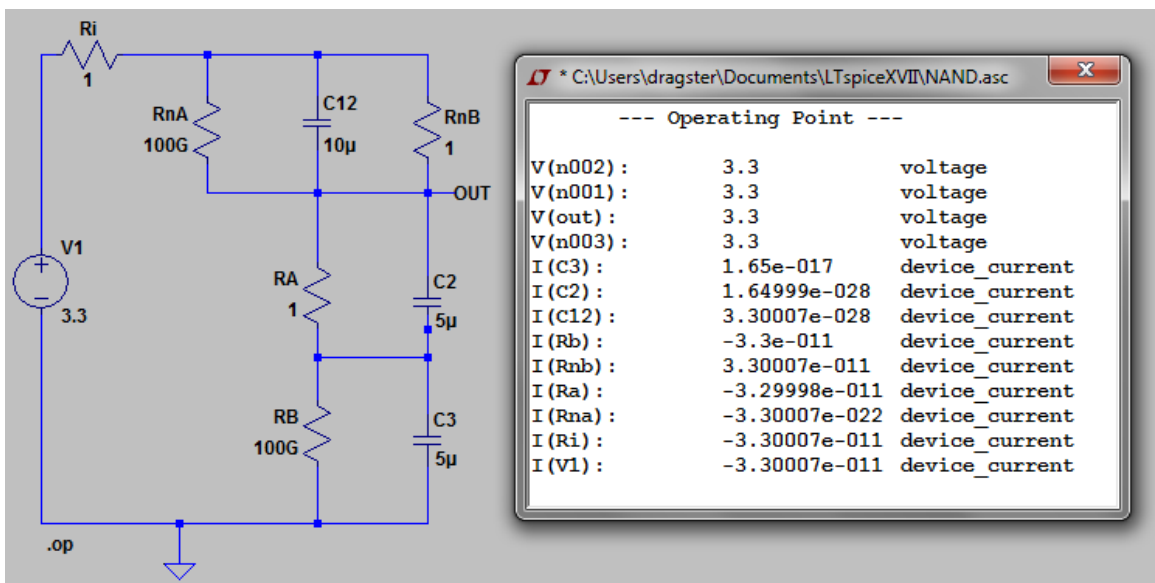 Ri
1
RnA
100G
C12
10µ
RnB
1
OUT
V1
+
−
3.3
RA
1
C2
5µ
RB
100G
C3
5µ
.op
* C:\Users\dragster\Documents\LTspiceXVII\NAND.asc
--- Operating Point ---
V(n002): 3.3 voltage
V(n001): 3.3 voltage
V(out): 3.3 voltage
V(n003): 3.3 voltage
I(C3): 1.65e-017 device_current
I(C2): 1.64999e-028 device_current
I(C12): 3.30007e-028 device_current
I(Rb): -3.3e-011 device_current
I(Rnb): 3.30007e-011 device_current
I(Ra): -3.29998e-011 device_current
I(Rna): -3.30007e-022 device_current
I(Ri): -3.30007e-011 device_current
I(V1): -3.30007e-011 device_current